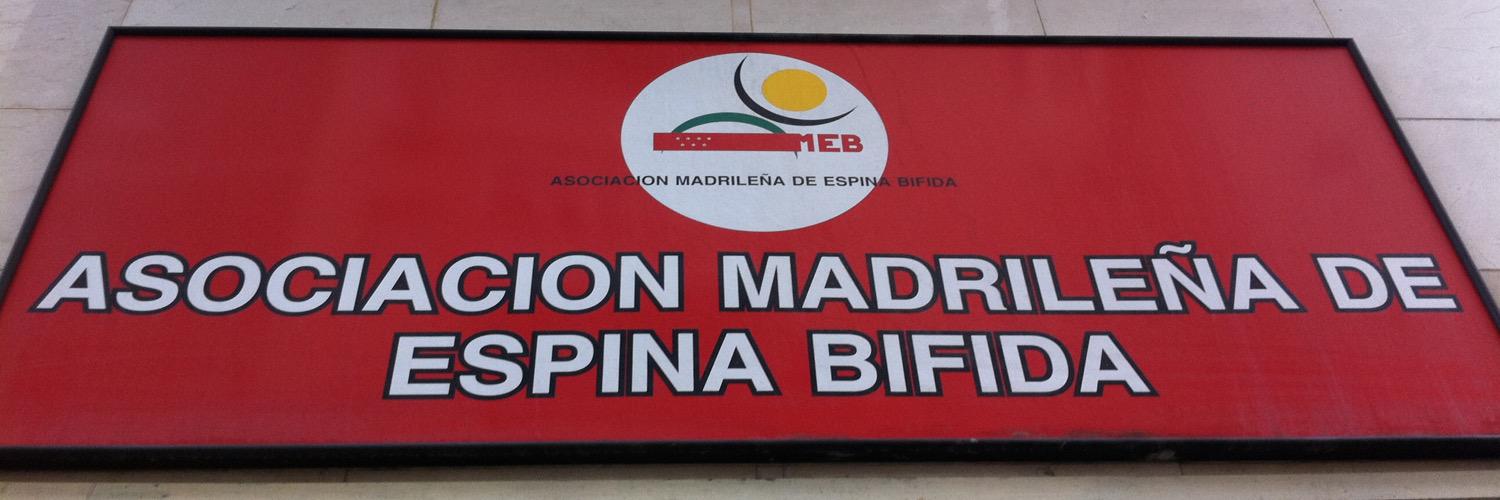 MEB
ASOCIACION MADRILEÑA DE ESPINA BIFIDA
ASOCIACION MADRILEÑA DE
ESPINA BIFIDA